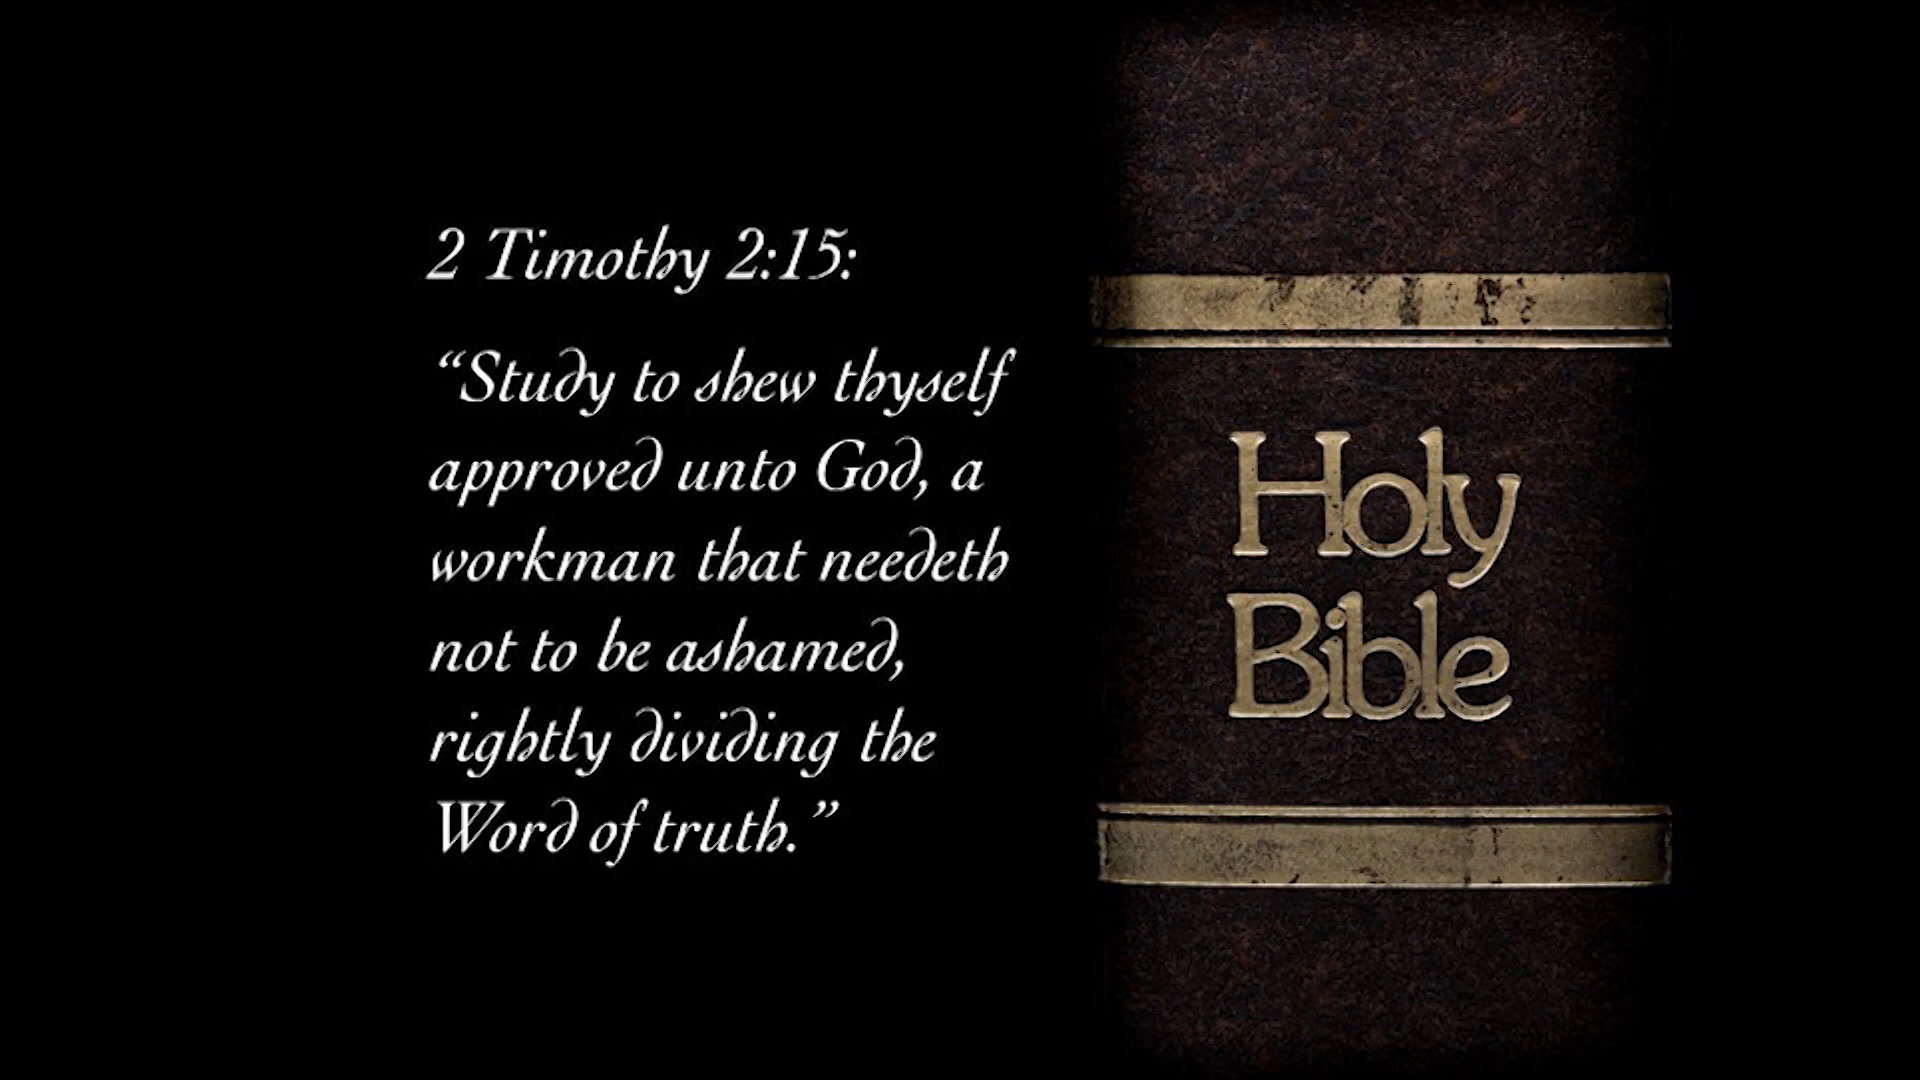 2 Timothy 2:15:
“Study to shew thyself
approved unto God, a
workman that needeth
not to be ashamed,
rightly dividing the
Word of truth.”
Holy
Bible